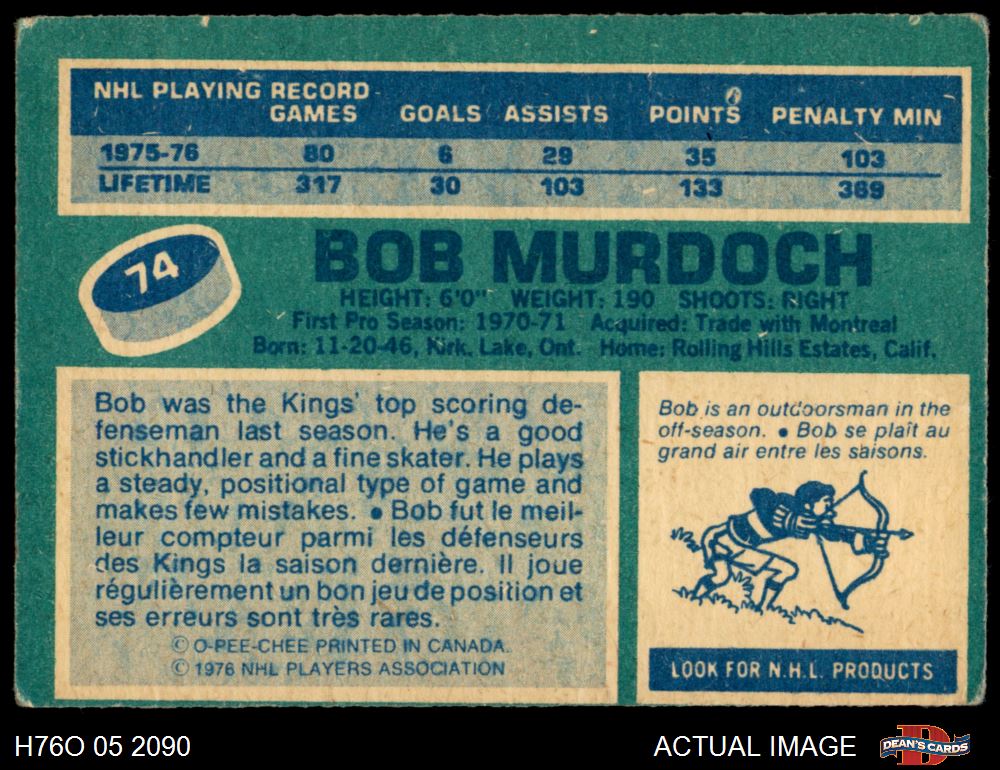 NHL PLAYING RECORD
GAMES GOALS ASSISTS POINTS PENALTY MIN
1975-76 80 6 29 35 103
LIFETIME 317 30 103 133 369
74
BOB MURDOCH
HEIGHT: 6'0" WEIGHT: 190 SHOOTS: RIGHT
First Pro Season: 1970-71 Acquired: Trade with Montreal
Born: 11-20-46, Kirk. Lake, Ont. Home: Rolling Hills Estates, Calif.
Bob was the Kings' top scoring de-
fenseman last season. He's a good
stickhandler and a fine skater. He plays
a steady, positional type of game and
makes few mistakes. • Bob fut le meil-
leur compteur parmi les défenseurs
des Kings la saison dernière. Il joue
régulièrement un bon jeu de position et
ses erreurs sont très rares.
© O-PEE-CHEE PRINTED IN CANADA.
© 1976 NHL PLAYERS ASSOCIATION
Bob is an outdoorsman in the
off-season. • Bob se plaît au
grand air entre les saisons.
LOOK FOR N.H.L. PRODUCTS
H76O 05 2090 ACTUAL IMAGE DEAN'S CARDS